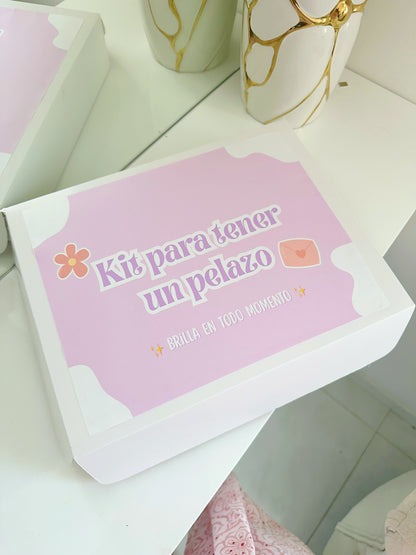 Kit para tener
un pelazo
✨ BRILLA EN TODO MOMENTO ✨